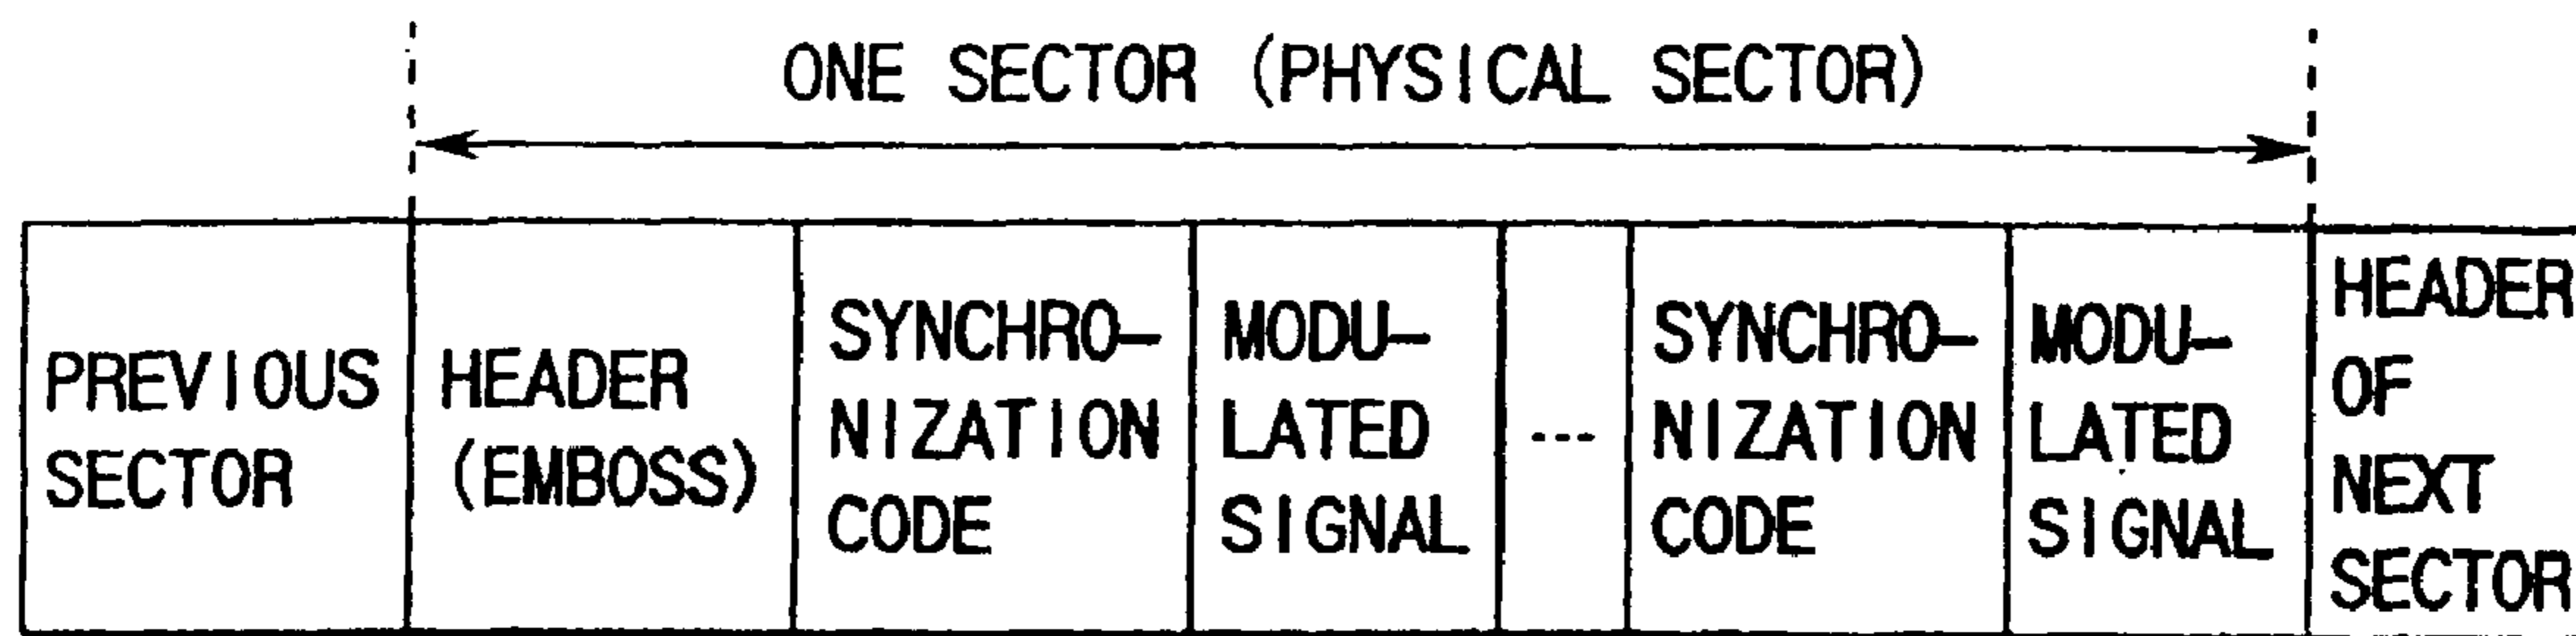 ONE SECTOR (PHYSICAL SECTOR)
PREVIOUS
SECTOR
HEADER
(EMBOSS)
SYNCHRO-
NIZATION
CODE
MODU-
LATED
SIGNAL
---
SYNCHRO-
NIZATION
CODE
MODU-
LATED
SIGNAL
HEADER
OF
NEXT
SECTOR